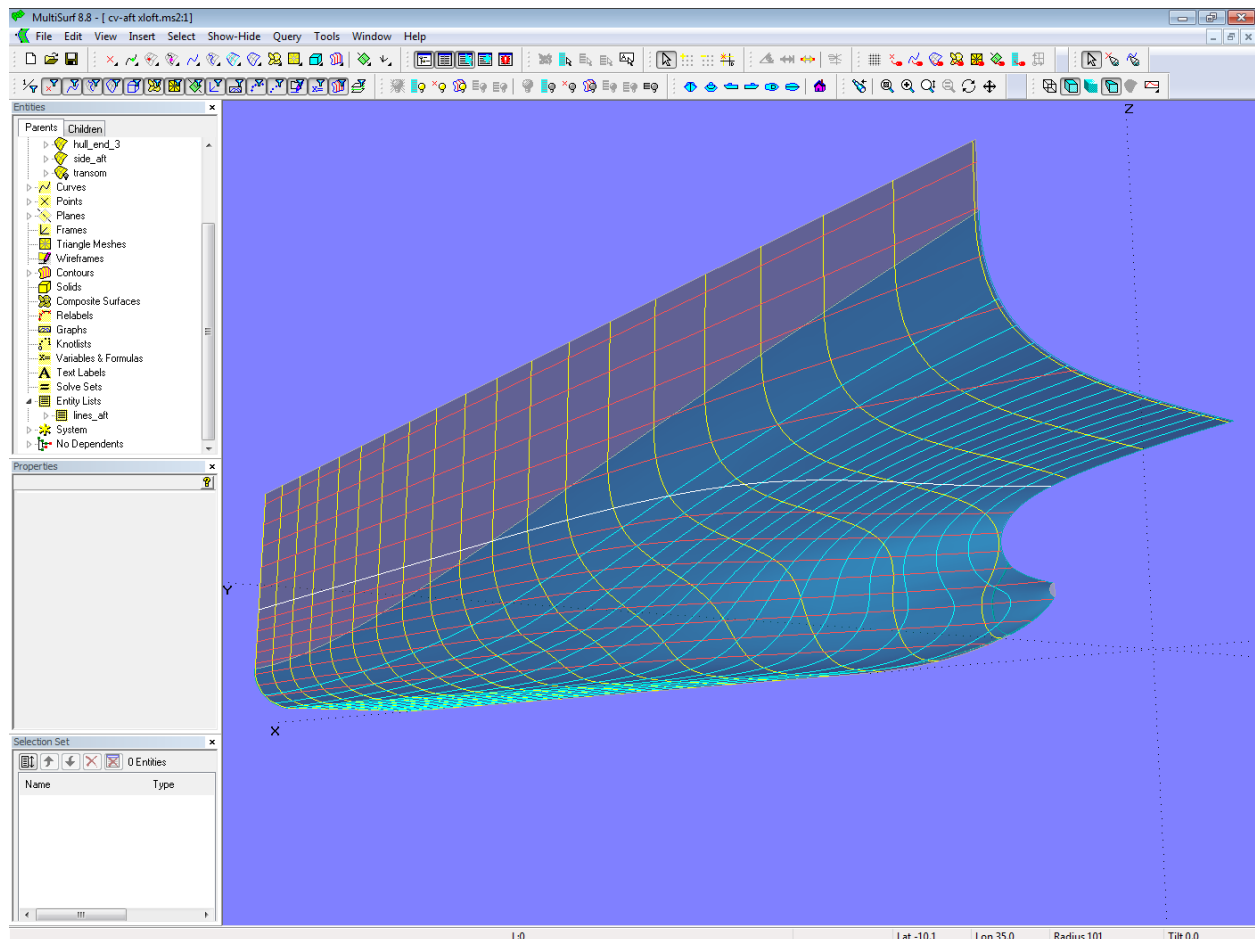 MultiSurf 8.8 - [ cv-aft xloft.ms2:1]
File Edit View Insert Select Show-Hide Query Tools Window Help
Entities
Parents Children
hull_end_3
side_aft
transom
Curves
Points
Planes
Frames
Triangle Meshes
Wireframes
Contours
Solids
Composite Surfaces
Relabels
Graphs
Knotlists
Variables & Formulas
Text Labels
Solve Sets
Entity Lists
lines_aft
System
No Dependents
Properties
Selection Set
0 Entities
Name Type
Z
Y
X
L:0 Lat -10.1 Lon 35.0 Radius 101 Tilt 0.0